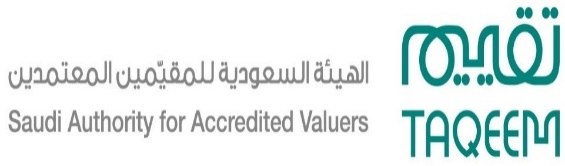 تقييم
TAQEEM
الهيئة السعودية للمقيّمين المعتمدين
Saudi Authority for Accredited Valuers